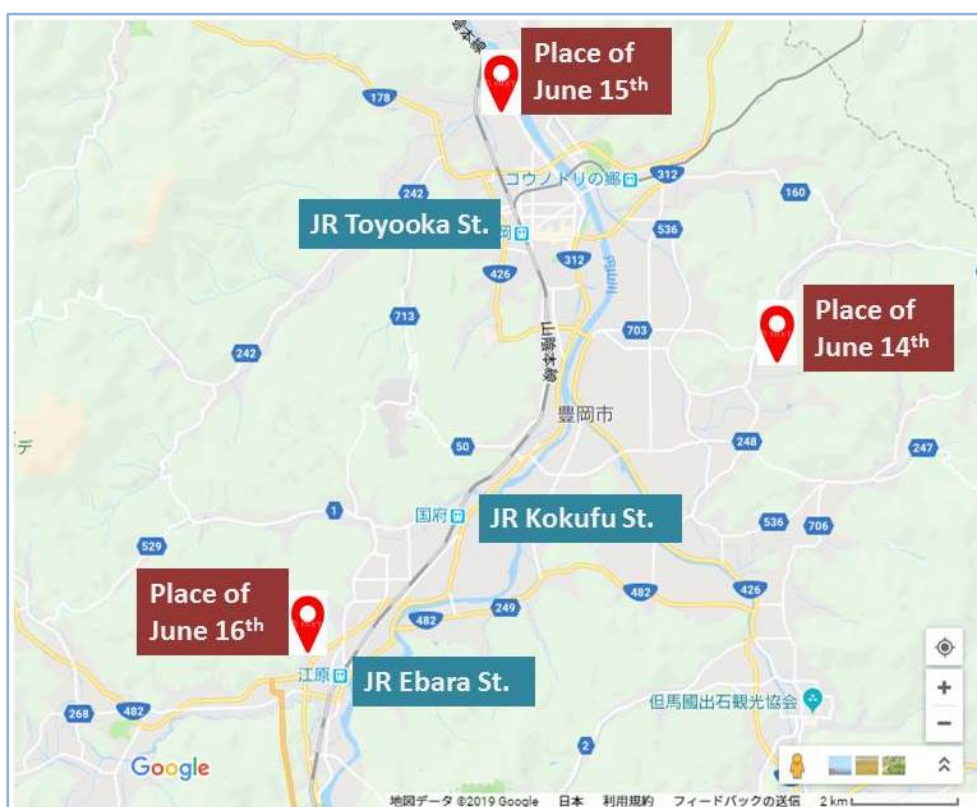 Place of
June 15th
178
コウノトリの郷
312
160
242
JR Toyooka St.
岡
536
426
312
713
703
Place of
June 14th
山陰本線
242
豊岡市
50
248
247
1
国府
JR Kokufu St.
536
706
529
Place of
June 16th
482
426
249
482
江原
JR Ebara St.
268
482
但馬國出石観光協会
2
Google
地図データ ©2019 Google 日本 利用規約 フィードバックの送信 2 km